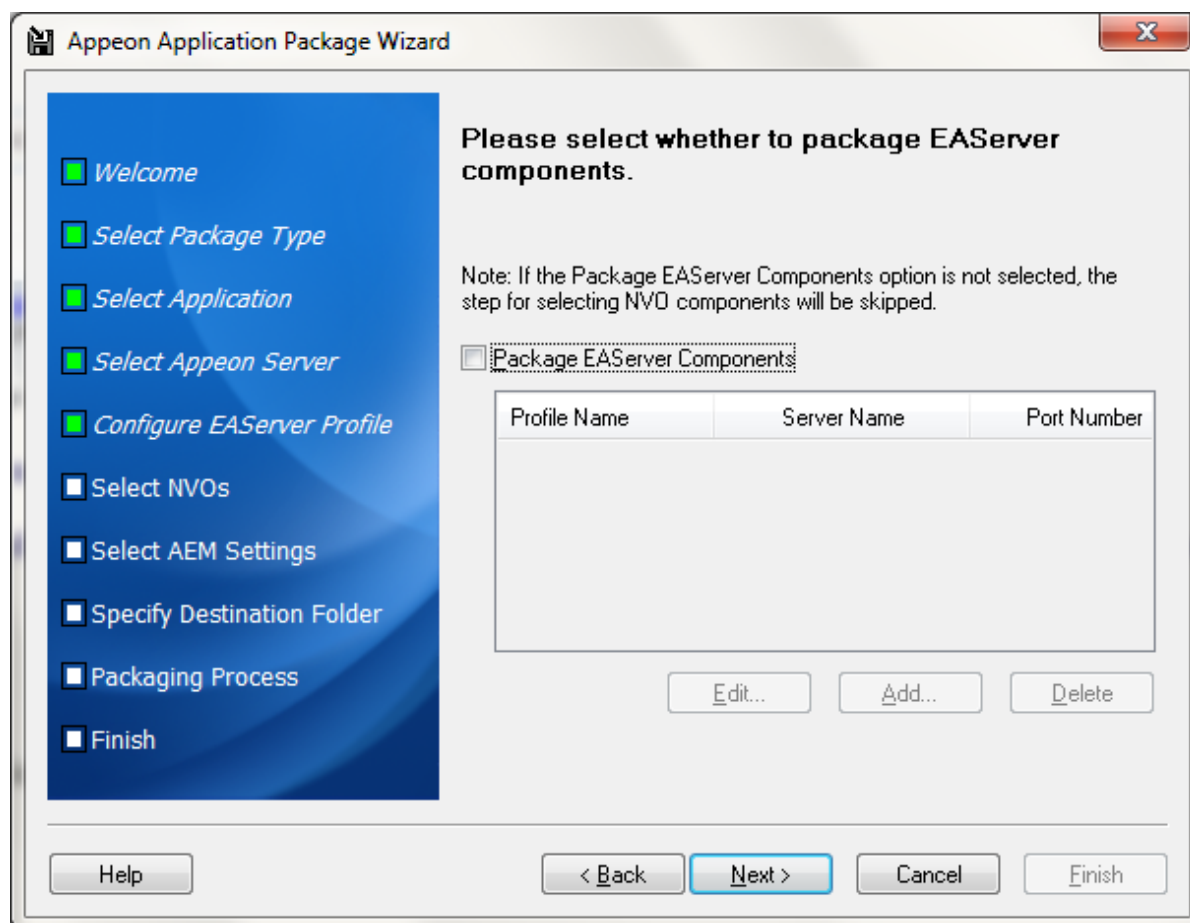 Appeon Application Package Wizard
Welcome
Select Package Type
Select Application
Select Appeon Server
Configure EAServer Profile
Select NVOs
Select AEM Settings
Specify Destination Folder
Packaging Process
Finish
Please select whether to package EAServer
components.
Note: If the Package EAServer Components option is not selected, the
step for selecting NVO components will be skipped.
Package EAServer Components
Profile Name Server Name Port Number
Edit... Add... Delete
Help < Back Next > Cancel Finish